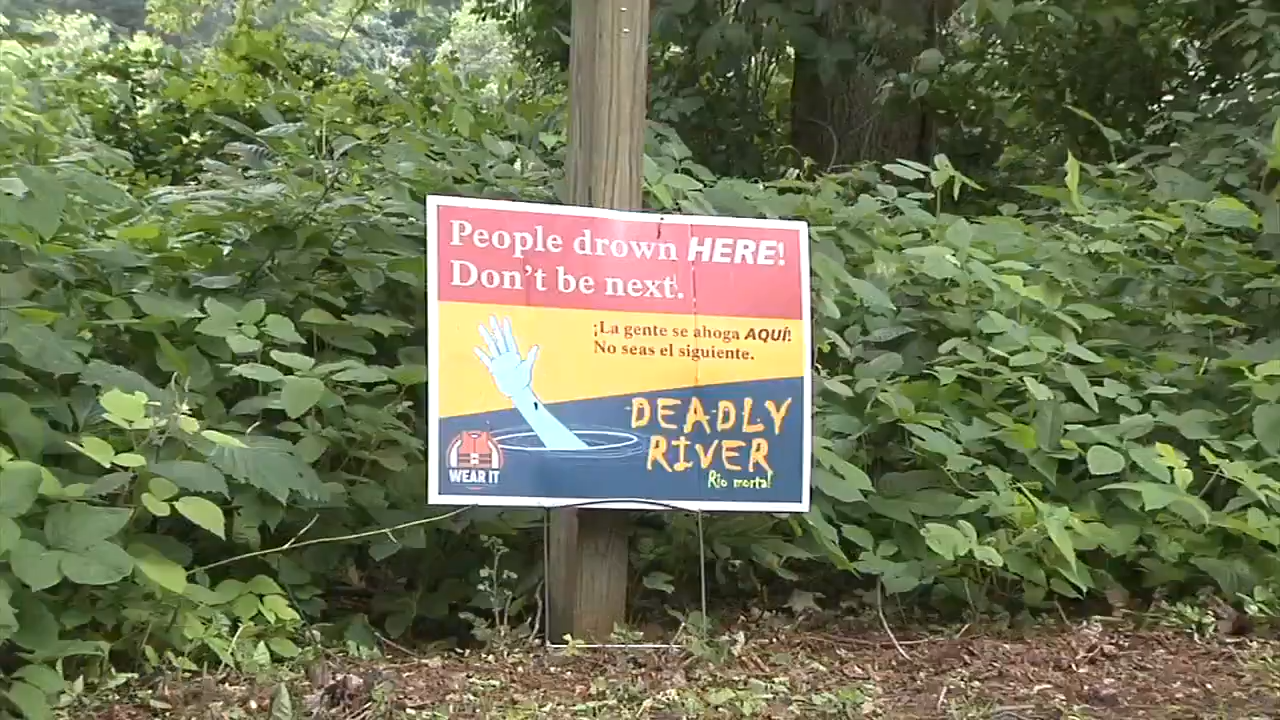 People drown HERE!
Don't be next.
¡La gente se ahoga AQUÍ!
No seas el siguiente.
DEADLY
RIVER
Río mortal
WEAR IT